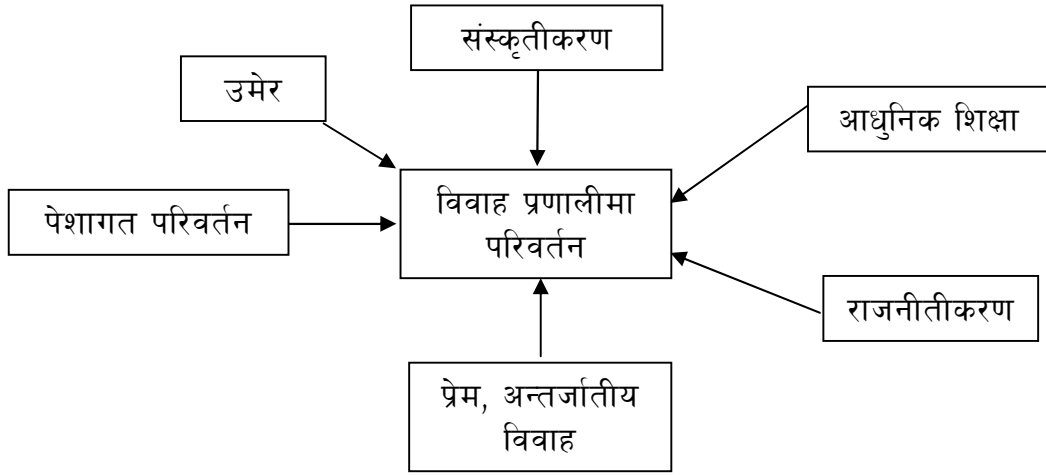 संस्कृतीकरण
उमेर
आधुनिक शिक्षा
विवाह प्रणालीमा
परिवर्तन
पेशागत परिवर्तन
राजनीतीकरण
प्रेम, अन्तर्जातीय
विवाह